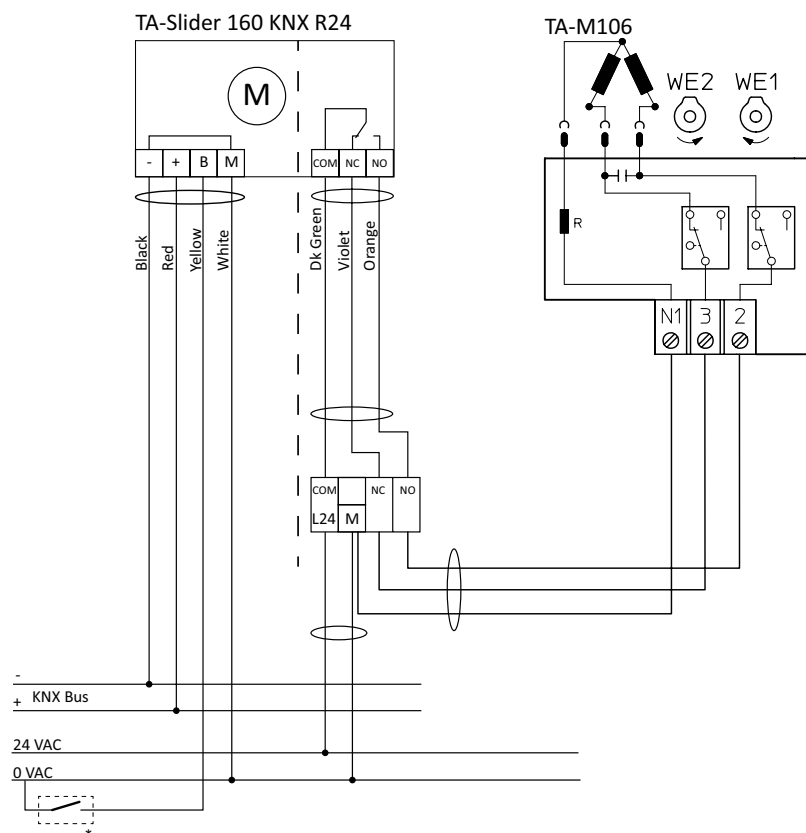 TA-Slider 160 KNX R24
TA-M106
M
WE2 WE1
- + B M
COM NC NO
Black
Red
Yellow
White
Dk Green
Violet
Orange
R
N1 3 2
COM NC NO
L24 M
-
+ KNX Bus
24 VAC
0 VAC
*